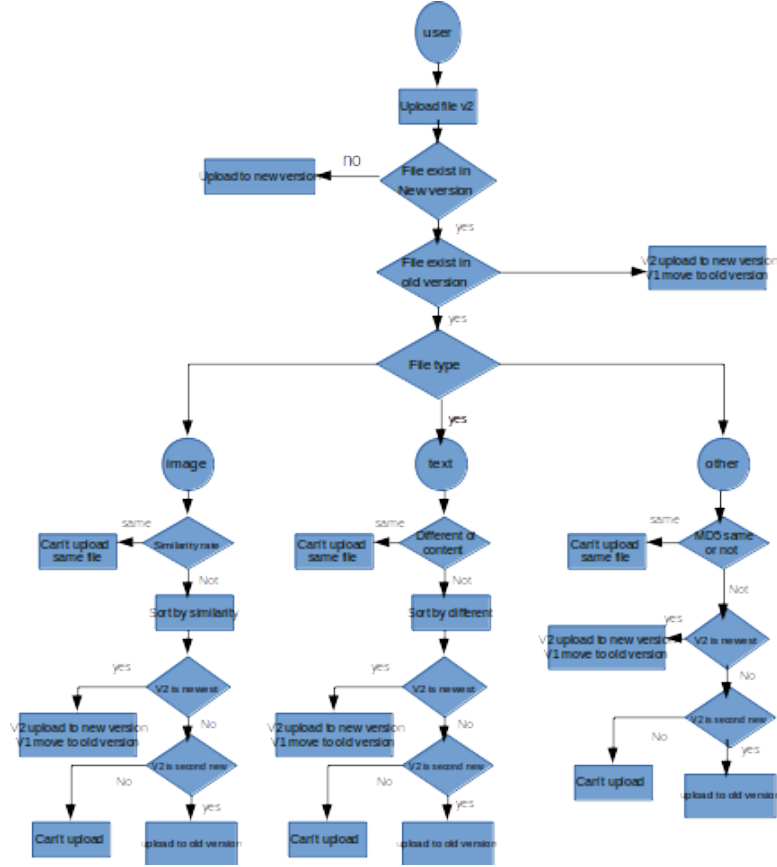 user
Upload file v2
no
File exist in
New version
Upload to new version
yes
File exist in
old version
V2 upload to new version
V1 move to old version
yes
File type
yes
image
text
other
same
same
same
Can't upload
same file
Similarity rate
Can't upload
same file
Different of
content
Can't upload
same file
MD5 same
or not
Not
Not
Not
Sort by similarity
Sort by different
yes
V2 upload to new version
V1 move to old version
V2 is newest
yes
V2 is newest
yes
V2 is newest
No
V2 upload to new version
V1 move to old version
No
V2 upload to new version
V1 move to old version
No
V2 is second new
No
yes
V2 is second new
No
V2 is second new
No
Can't upload
upload to old version
yes
yes
Can't upload
upload to old version
Can't upload
upload to old version